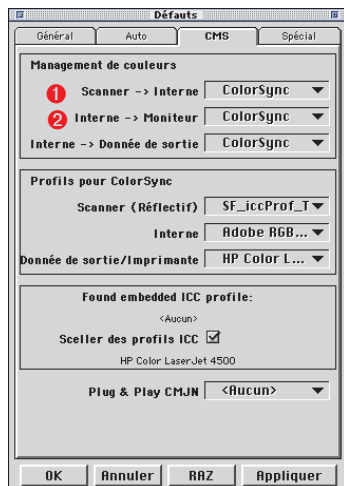 Défauts
Général Auto CMS Spécial
Management de couleurs
1 Scanner -> Interne ColorSync
2 Interne -> Moniteur ColorSync
Interne -> Donnée de sortie ColorSync
Profils pour ColorSync
Scanner (Réflectif) SF_iccProf_T
Interne Adobe RGB...
Donnée de sortie/Imprimante HP Color L...
Found embedded ICC profile:
<Aucun>
Sceller des profils ICC
HP Color LaserJet 4500
Plug & Play CMJN <Aucun>
OK Annuler RAZ Appliquer